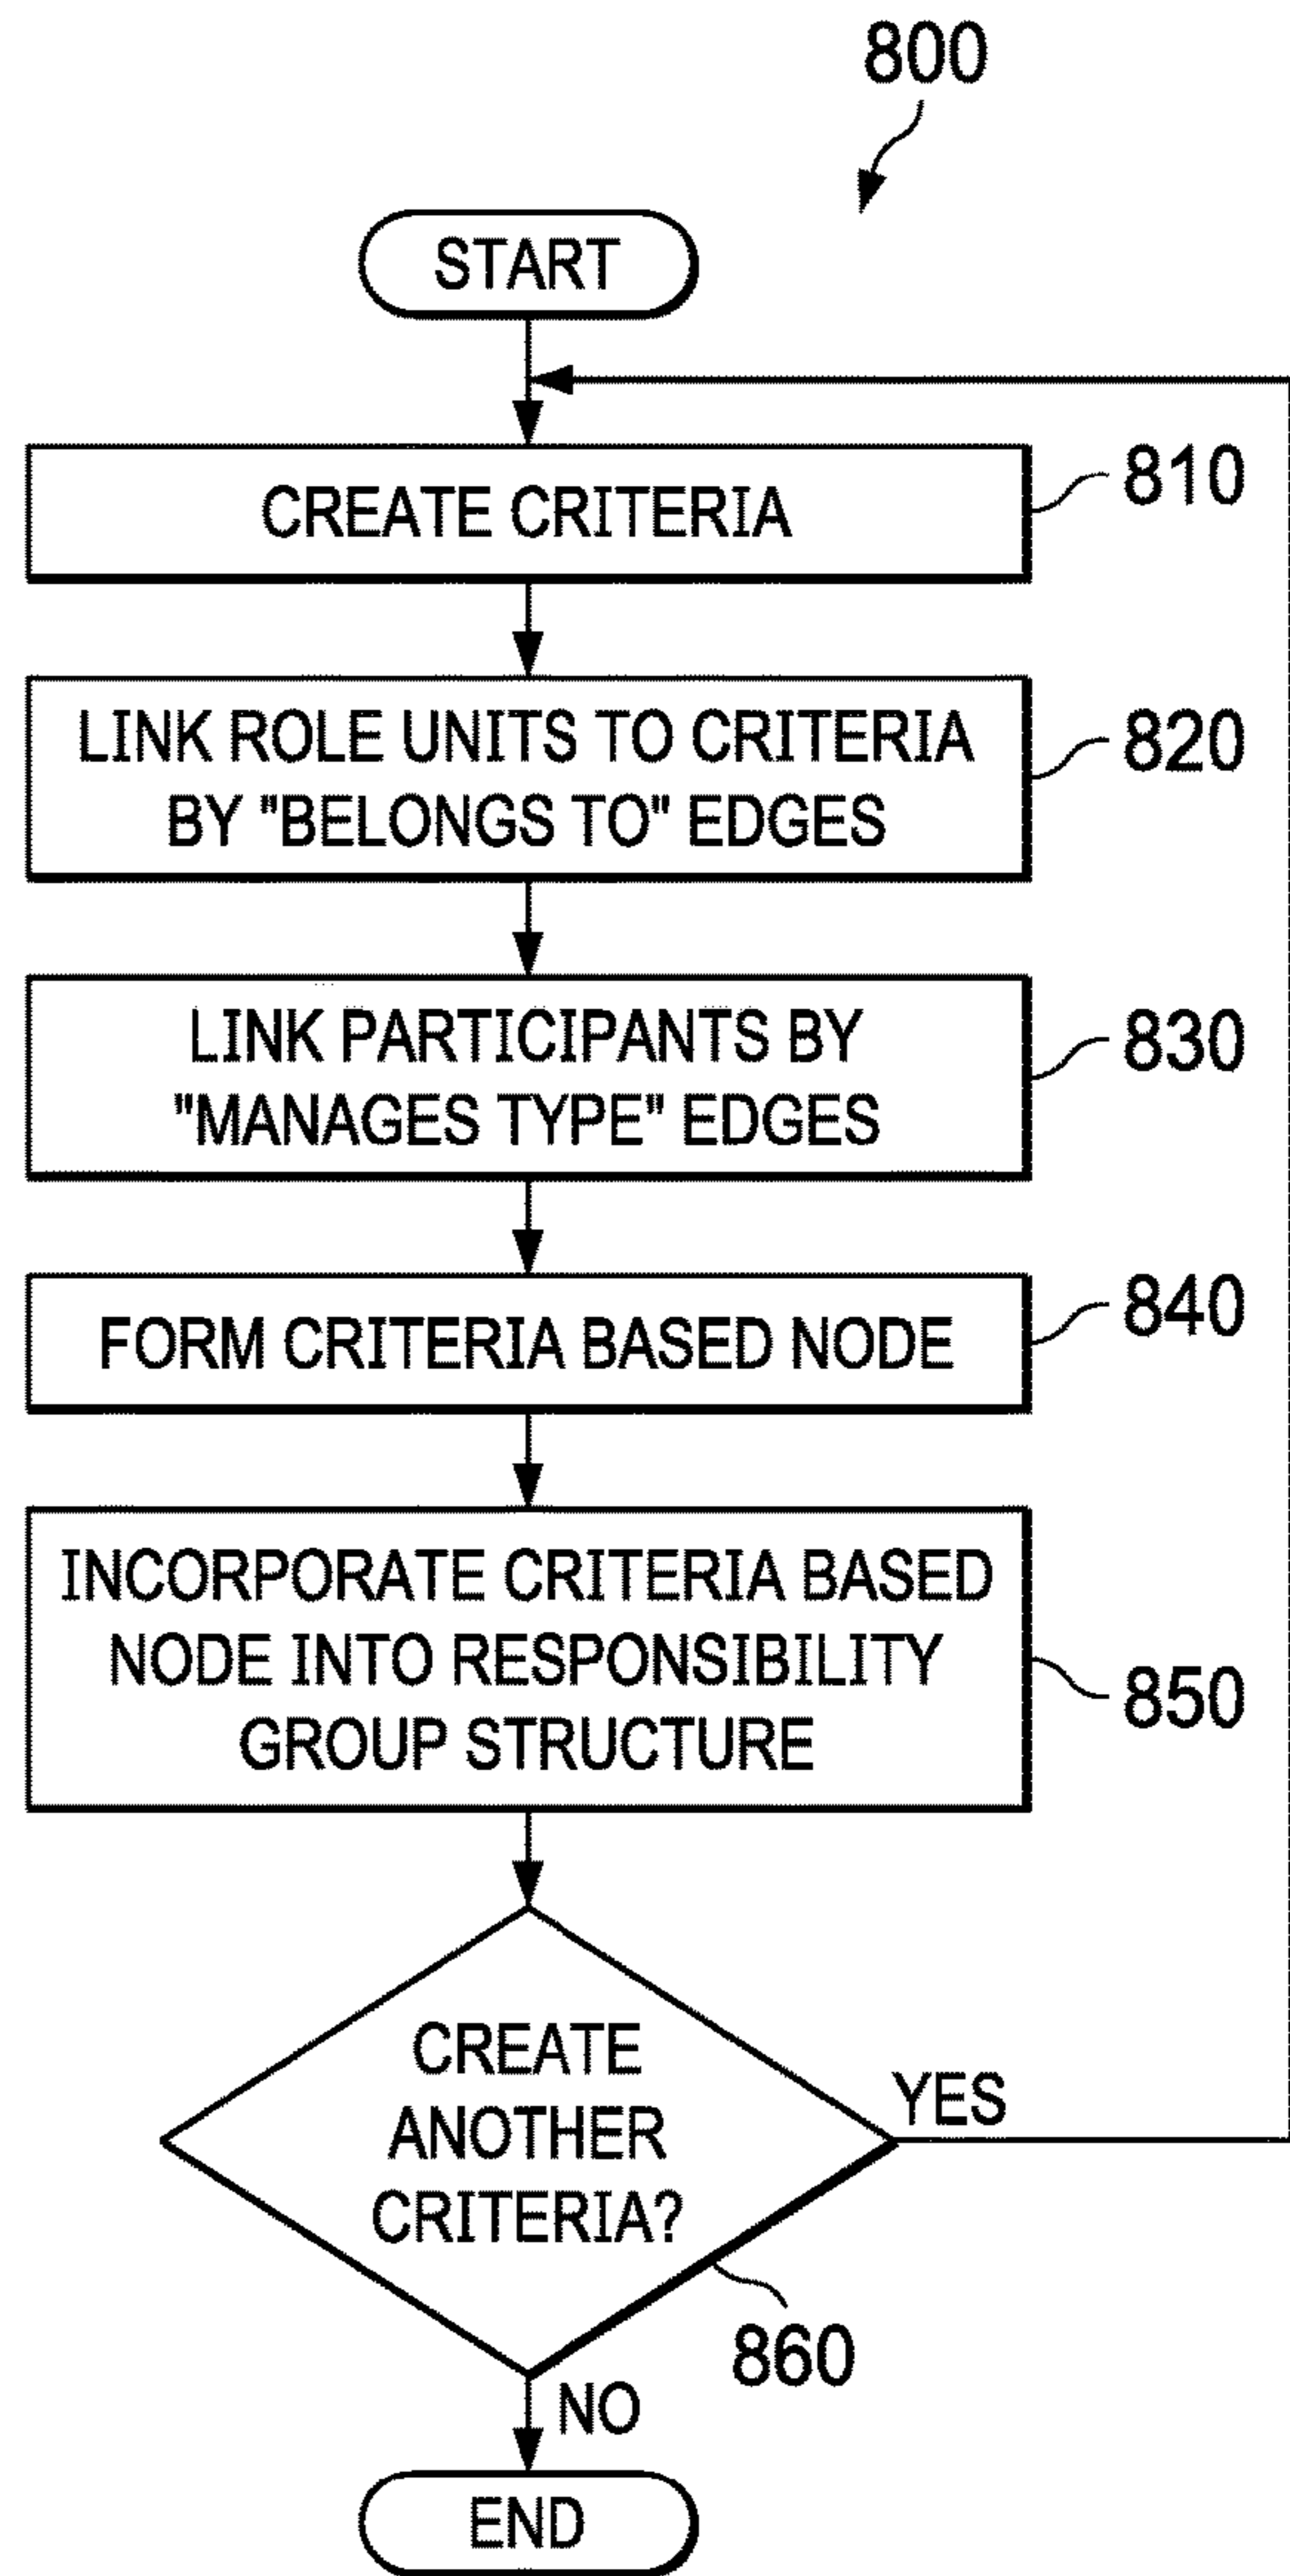 800
START
CREATE CRITERIA
810
LINK ROLE UNITS TO CRITERIA
BY "BELONGS TO" EDGES
820
LINK PARTICIPANTS BY
"MANAGES TYPE" EDGES
830
FORM CRITERIA BASED NODE
840
INCORPORATE CRITERIA BASED
NODE INTO RESPONSIBILITY
GROUP STRUCTURE
850
CREATE
ANOTHER
CRITERIA?
YES
860
NO
END